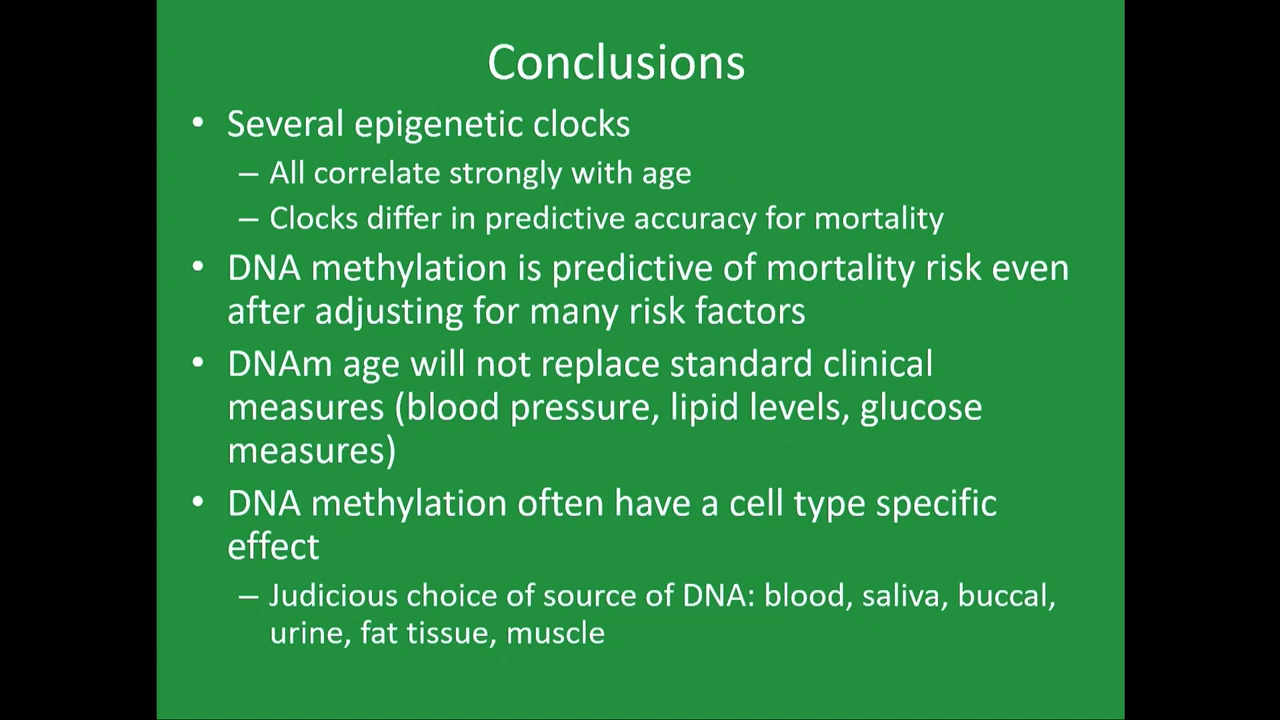 Conclusions
• Several epigenetic clocks
– All correlate strongly with age
– Clocks differ in predictive accuracy for mortality
• DNA methylation is predictive of mortality risk even
after adjusting for many risk factors
• DNAm age will not replace standard clinical
measures (blood pressure, lipid levels, glucose
measures)
• DNA methylation often have a cell type specific
effect
– Judicious choice of source of DNA: blood, saliva, buccal,
urine, fat tissue, muscle